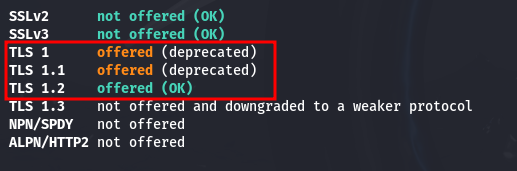 SSLv2 not offered (OK)
SSLv3 not offered (OK)
TLS 1 offered (deprecated)
TLS 1.1 offered (deprecated)
TLS 1.2 offered (OK)
TLS 1.3 not offered and downgraded to a weaker protocol
NPN/SPDY not offered
ALPN/HTTP2 not offered